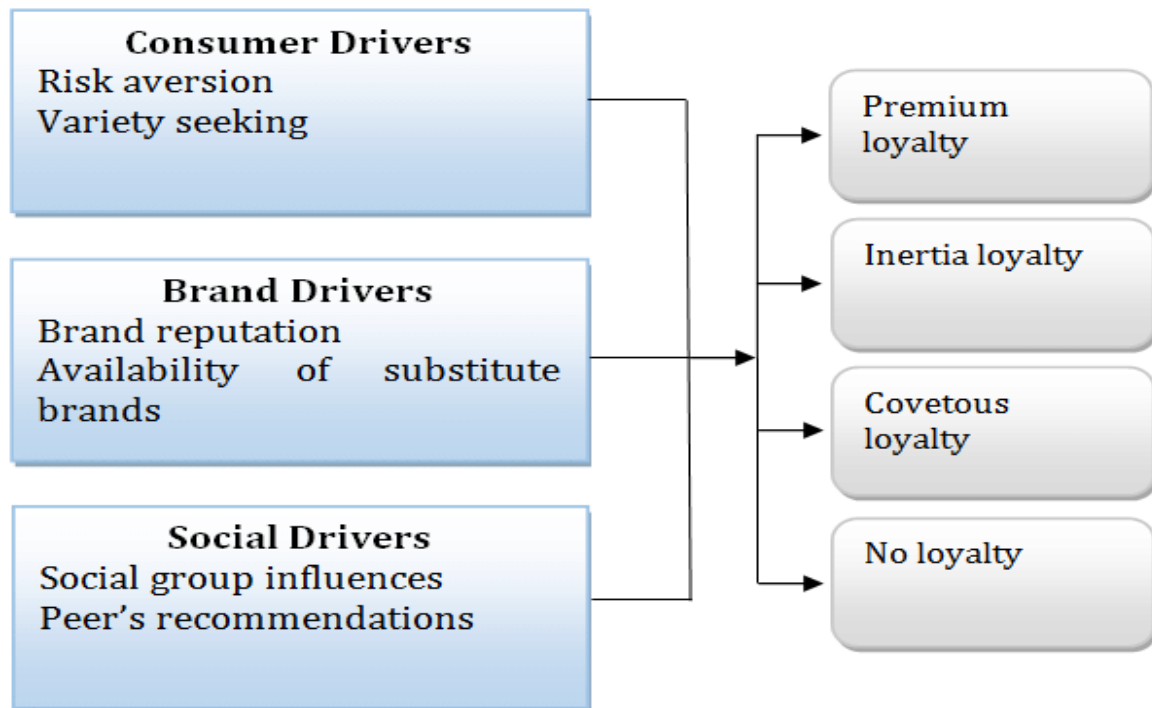 Consumer Drivers
Risk aversion
Variety seeking
Brand Drivers
Brand reputation
Availability of substitute
brands
Social Drivers
Social group influences
Peer’s recommendations
Premium
loyalty
Inertia loyalty
Covetous
loyalty
No loyalty